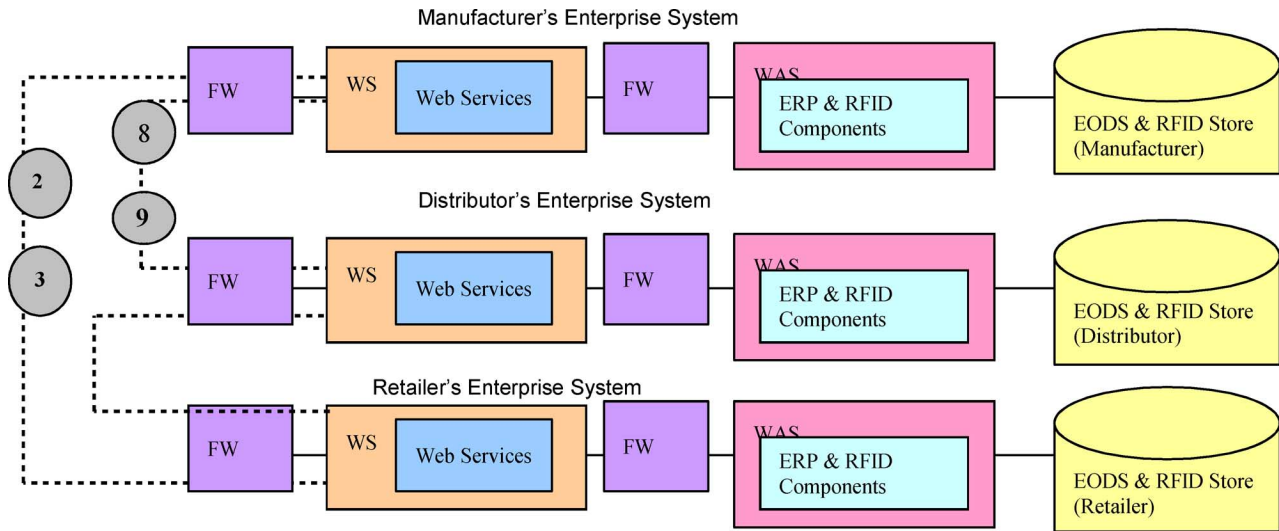 Manufacturer's Enterprise System
FW
WS
Web Services
FW
WAS
ERP & RFID
Components
EODS & RFID Store
(Manufacturer)
8
2
9
3
Distributor's Enterprise System
FW
WS
Web Services
FW
WAS
ERP & RFID
Components
EODS & RFID Store
(Distributor)
Retailer's Enterprise System
FW
WS
Web Services
FW
WAS
ERP & RFID
Components
EODS & RFID Store
(Retailer)